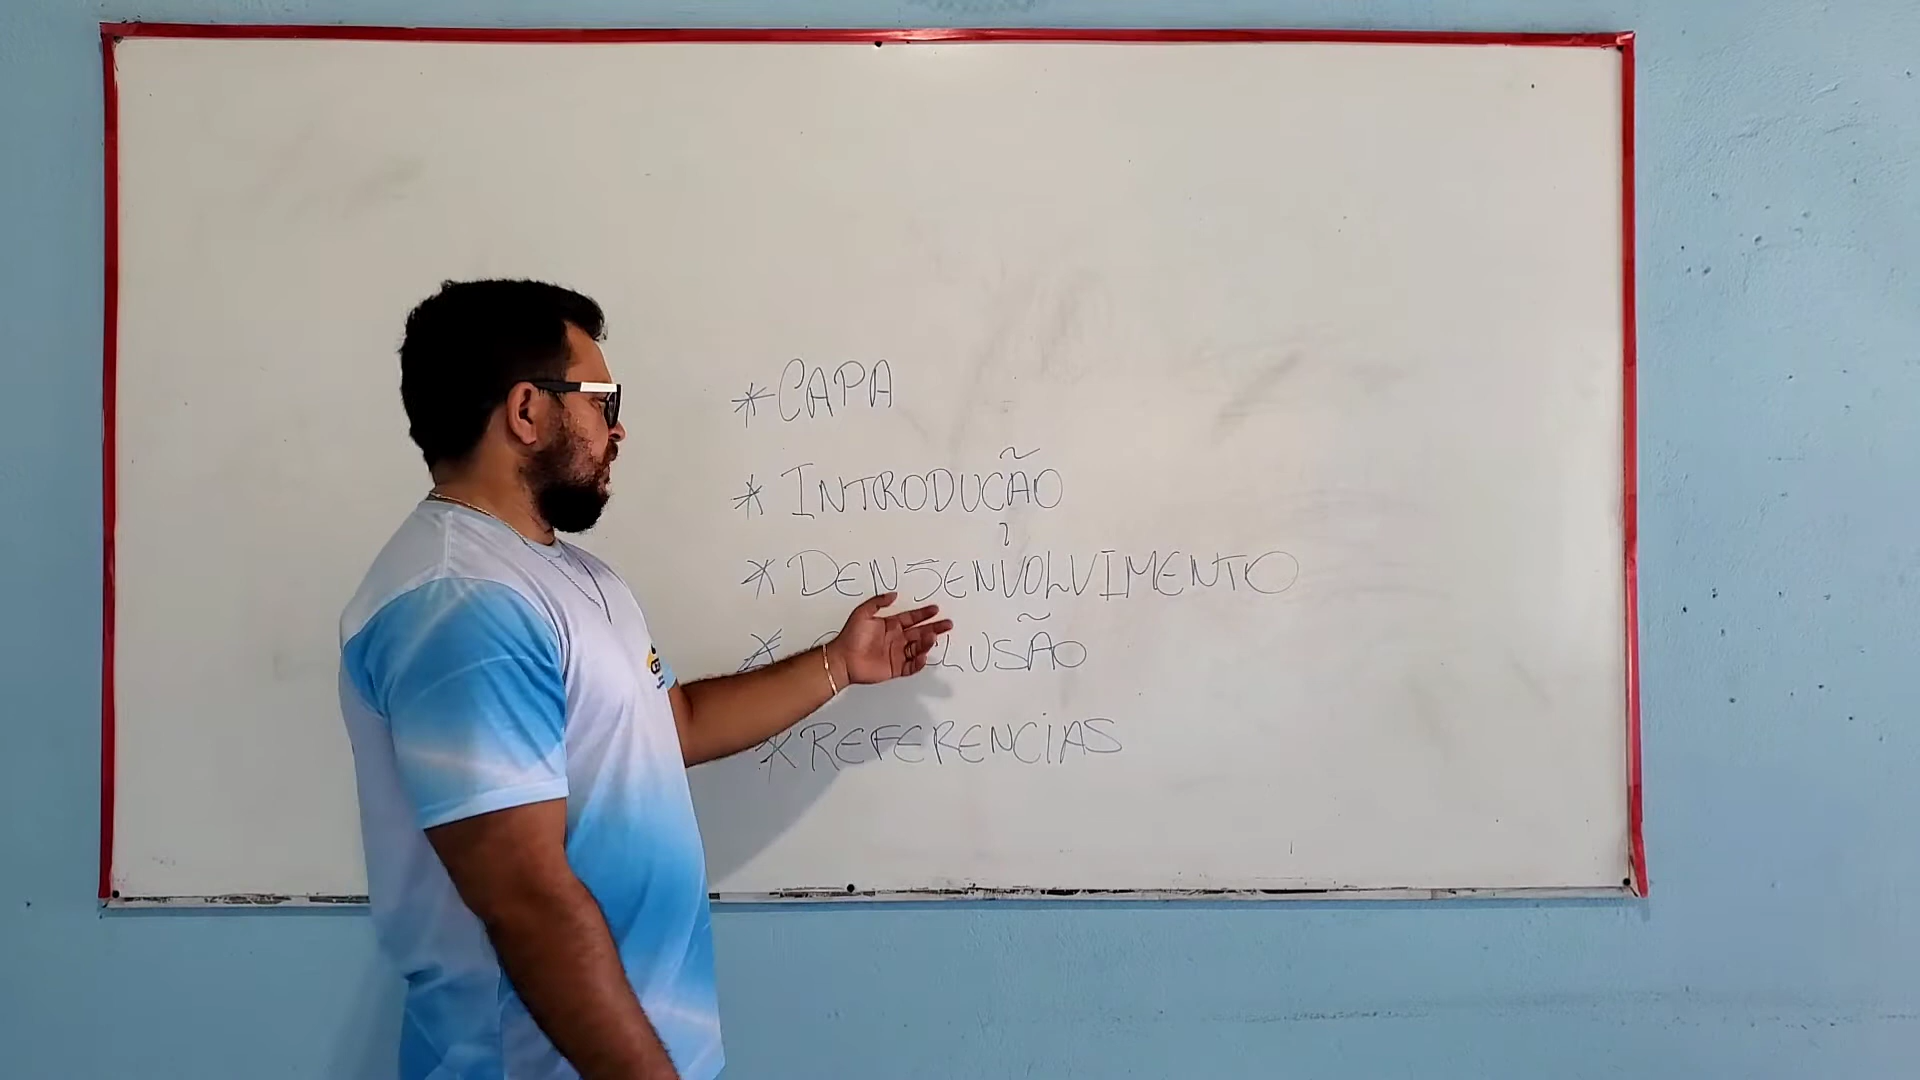 * CAPA
* INTRODUÇÃO
* DENSENVOLVIMENTO
* LUSÃO
* REFERENCIAS